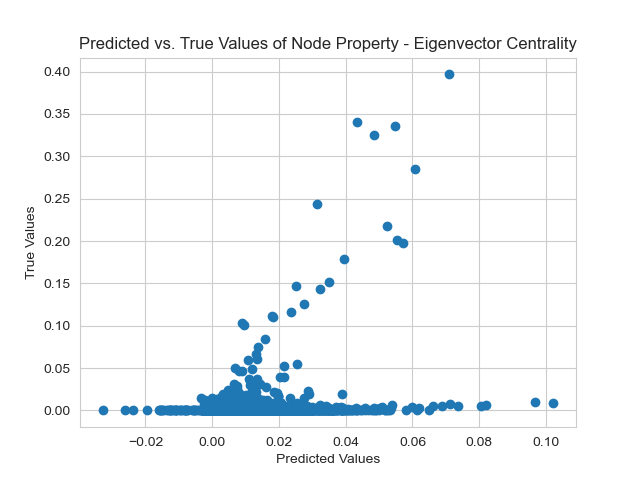 Predicted vs. True Values of Node Property - Eigenvector Centrality
0.40
0.35
0.30
0.25
0.20
0.15
0.10
0.05
0.00
True Values
−0.02 0.00 0.02 0.04 0.06 0.08 0.10
Predicted Values